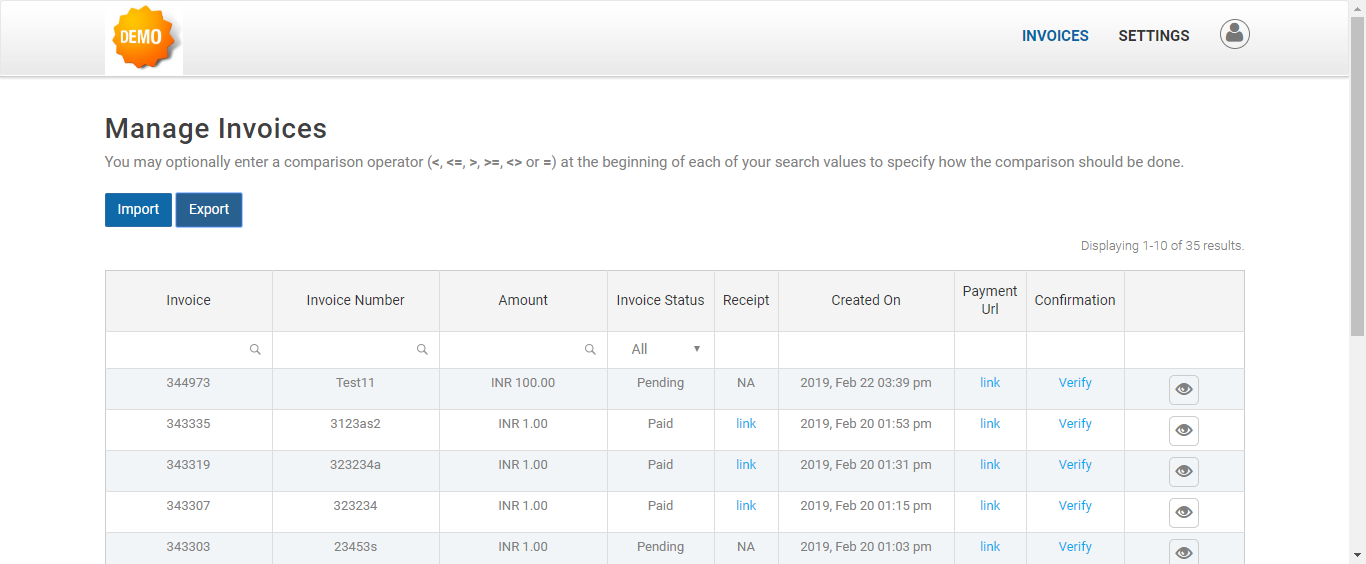 DEMO
INVOICES SETTINGS
Manage Invoices
You may optionally enter a comparison operator (<, <=, >, >=, <> or =) at the beginning of each of your search values to specify how the comparison should be done.
Import Export
Displaying 1-10 of 35 results.
Invoice Invoice Number Amount Invoice Status Receipt Created On Payment Url Confirmation
All
344973 Test11 INR 100.00 Pending NA 2019, Feb 22 03:39 pm link Verify
343335 3123as2 INR 1.00 Paid link 2019, Feb 20 01:53 pm link Verify
343319 323234a INR 1.00 Paid link 2019, Feb 20 01:31 pm link Verify
343307 323234 INR 1.00 Paid link 2019, Feb 20 01:15 pm link Verify
343303 23453s INR 1.00 Pending NA 2019, Feb 20 01:03 pm link Verify